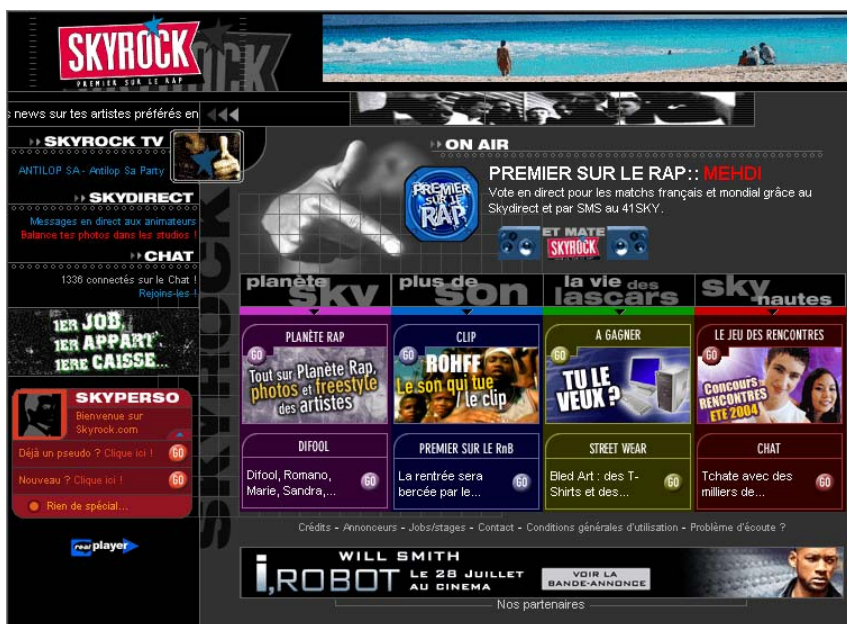 SKYROCK
PREMIER SUR LE RAP
s news sur tes artistes préférés en
SKYROCK TV
ANTILOP SA - Antilop Sa Party
SKYDIRECT
Messages en direct aux animateurs
Balance tes photos dans les studios !
CHAT
1336 connectés sur le Chat !
Rejoins-les !
1ER JOB,
1ER APPART',
1ERE CAISSE...
SKYPERSO
Bienvenue sur
Skyrock.com
Déjà un pseudo ? Clique ici !
GO
Nouveau ? Clique ici !
GO
Rien de spécial...
real player
SKYROCK
ON AIR
PREMIER SUR LE RAP
PREMIER SUR LE RAP:: MEHDI
Vote en direct pour les matchs français et mondial grâce au
Skydirect et par SMS au 41SKY.
ET MATE
SKYROCK
planète sky
plus de son
la vie des lascars
sky nautes
PLANÈTE RAP
GO
Tout sur Planète Rap,
photos et freestyle
des artistes
CLIP
GO
ROHFF
Le son qui tue
/le clip
A GAGNER
GO
TU LE
VEUX ?
LE JEU DES RENCONTRES
GO
Concours
RENCONTRES
ETE 2004
DIFOOL
Difool, Romano,
Marie, Sandra,...
GO
PREMIER SUR LE RnB
La rentrée sera
bercée par le...
GO
STREET WEAR
Bled Art : des T-
Shirts et des...
GO
CHAT
Tchate avec des
milliers de...
GO
Crédits - Annonceurs - Jobs/stages - Contact - Conditions générales d'utilisation - Problème d'écoute ?
WILL SMITH
i,ROBOT
LE 28 JUILLET
AU CINEMA
VOIR LA
BANDE-ANNONCE
Nos partenaires